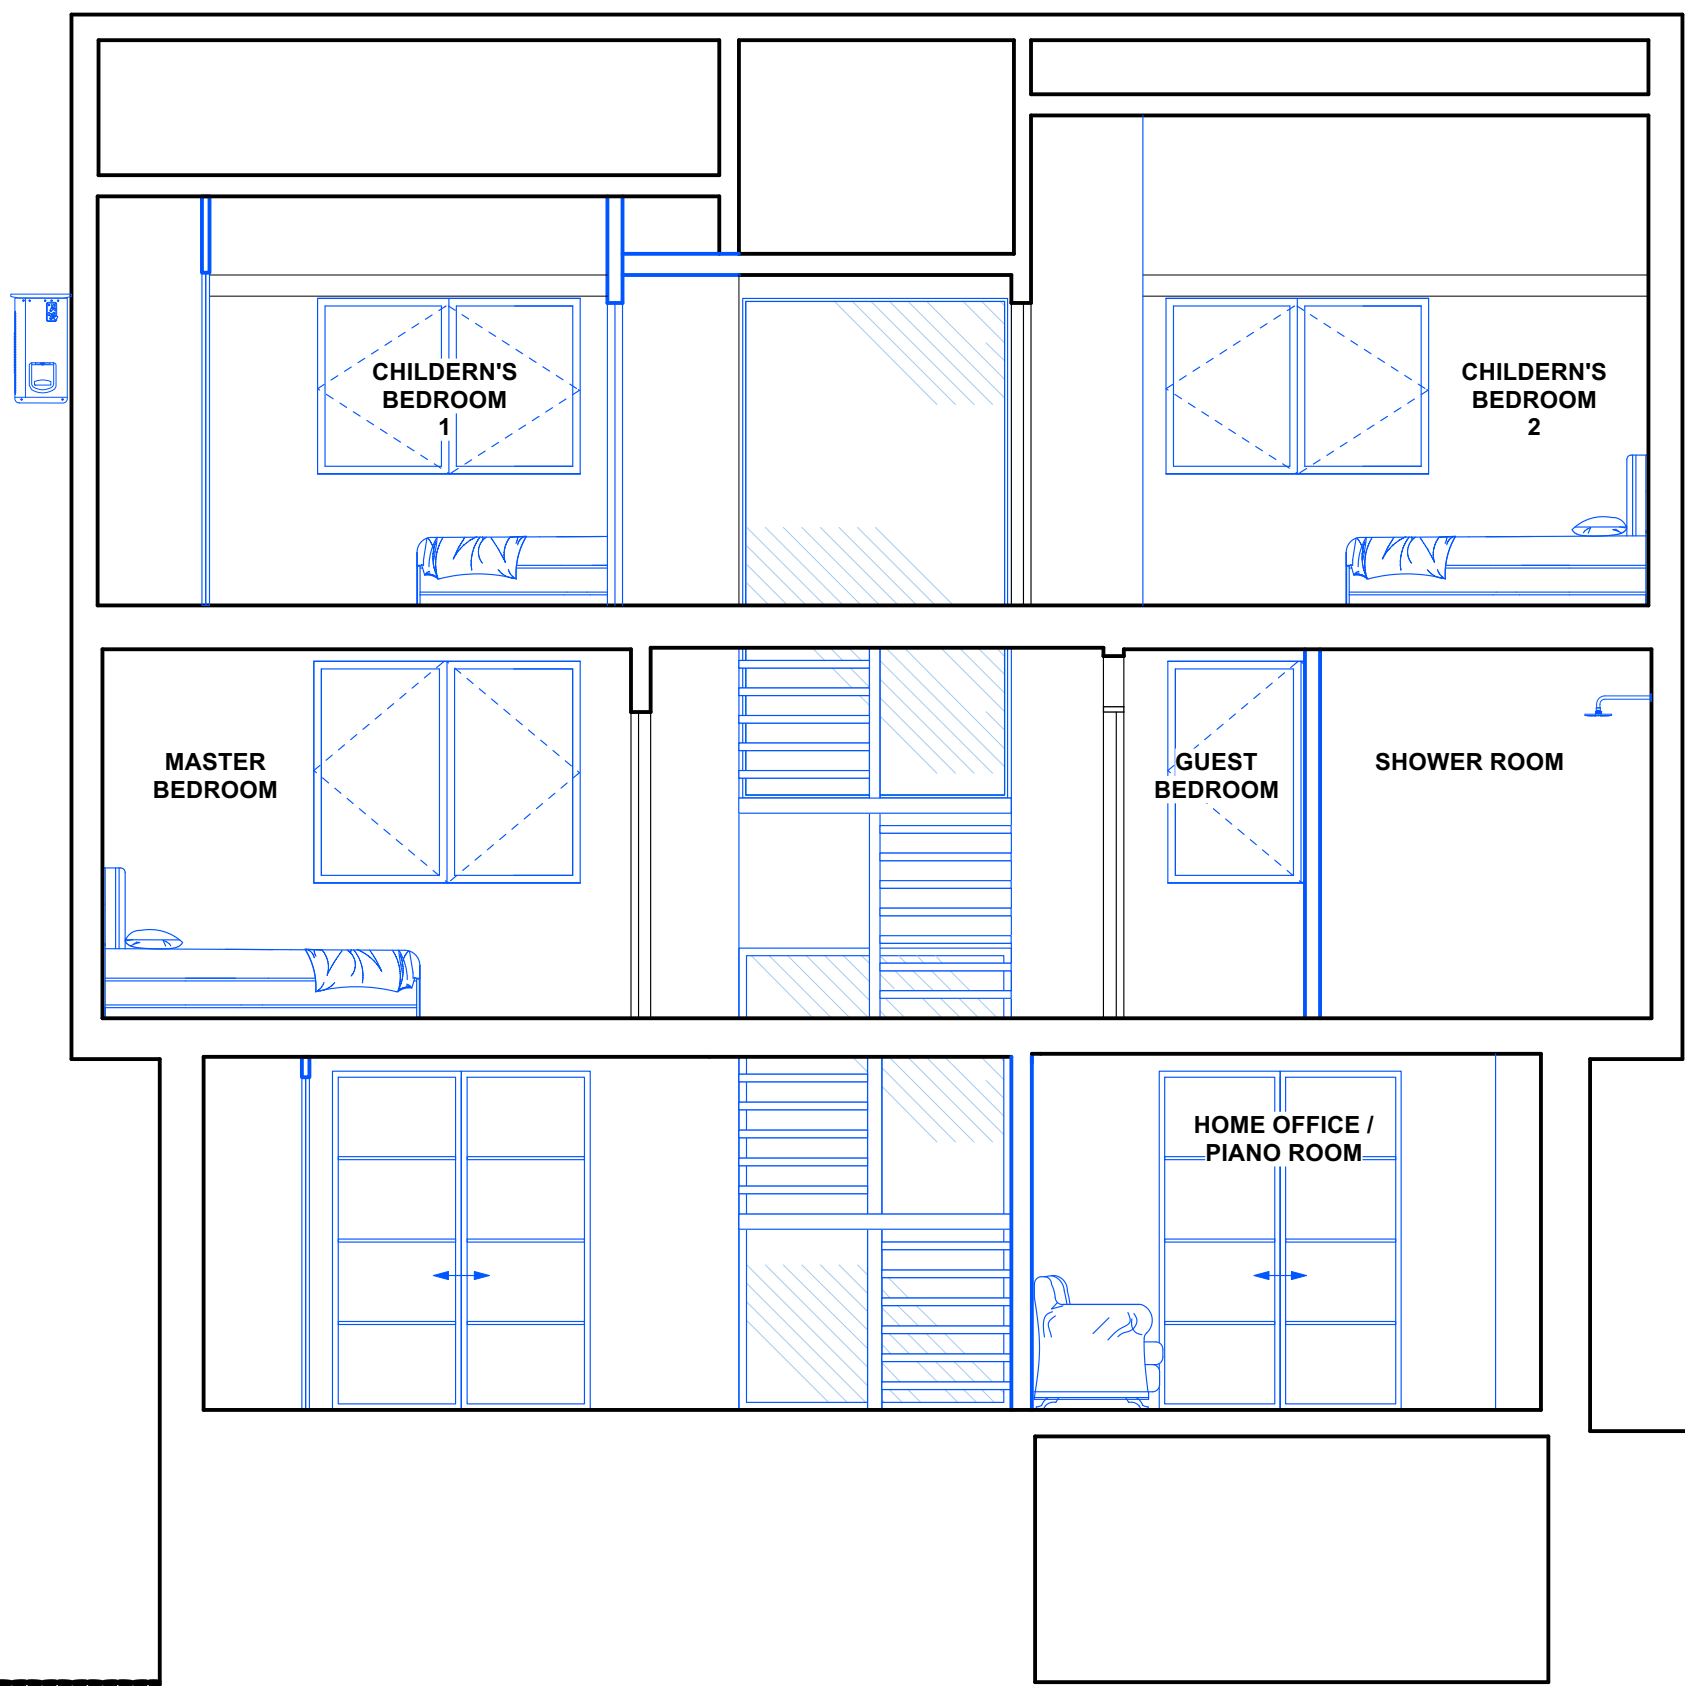 CHILDERN'S
BEDROOM
1
CHILDERN'S
BEDROOM
2
MASTER
BEDROOM
GUEST
BEDROOM
SHOWER ROOM
HOME OFFICE /
PIANO ROOM